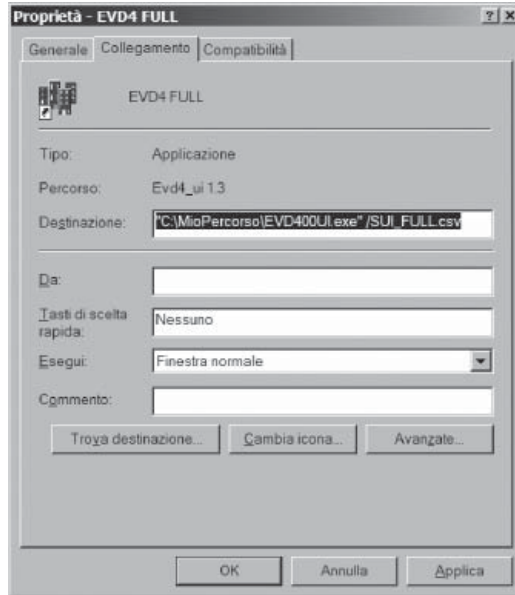 Proprietà - EVD4 FULL
Generale Collegamento Compatibilità
EVD4 FULL
Tipo: Applicazione
Percorso: Evd4_ui 1.3
Destinazione: "C:\MioPercorso\EVD400UI.exe" /SUI_FULL.csv
Da:
Tasti di scelta rapida: Nessuno
Esegui: Finestra normale
Commento:
Trova destinazione... Cambia icona... Avanzate...
OK Annulla Applica